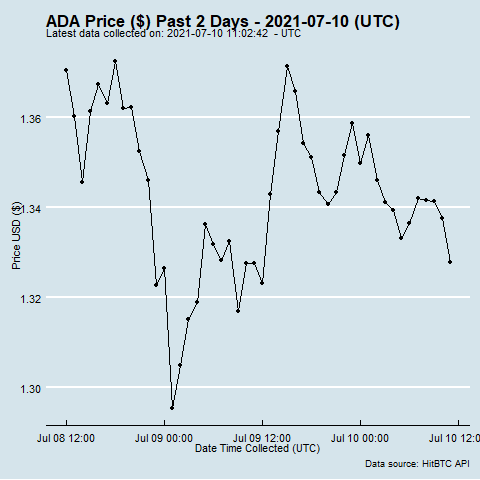 ADA Price ($) Past 2 Days - 2021-07-10 (UTC)
Latest data collected on: 2021-07-10 11:02:42 - UTC
1.36
1.34
1.32
1.30
Price USD ($)
Jul 08 12:00 Jul 09 00:00 Jul 09 12:00 Jul 10 00:00 Jul 10 12:0
Date Time Collected (UTC)
Data source: HitBTC API